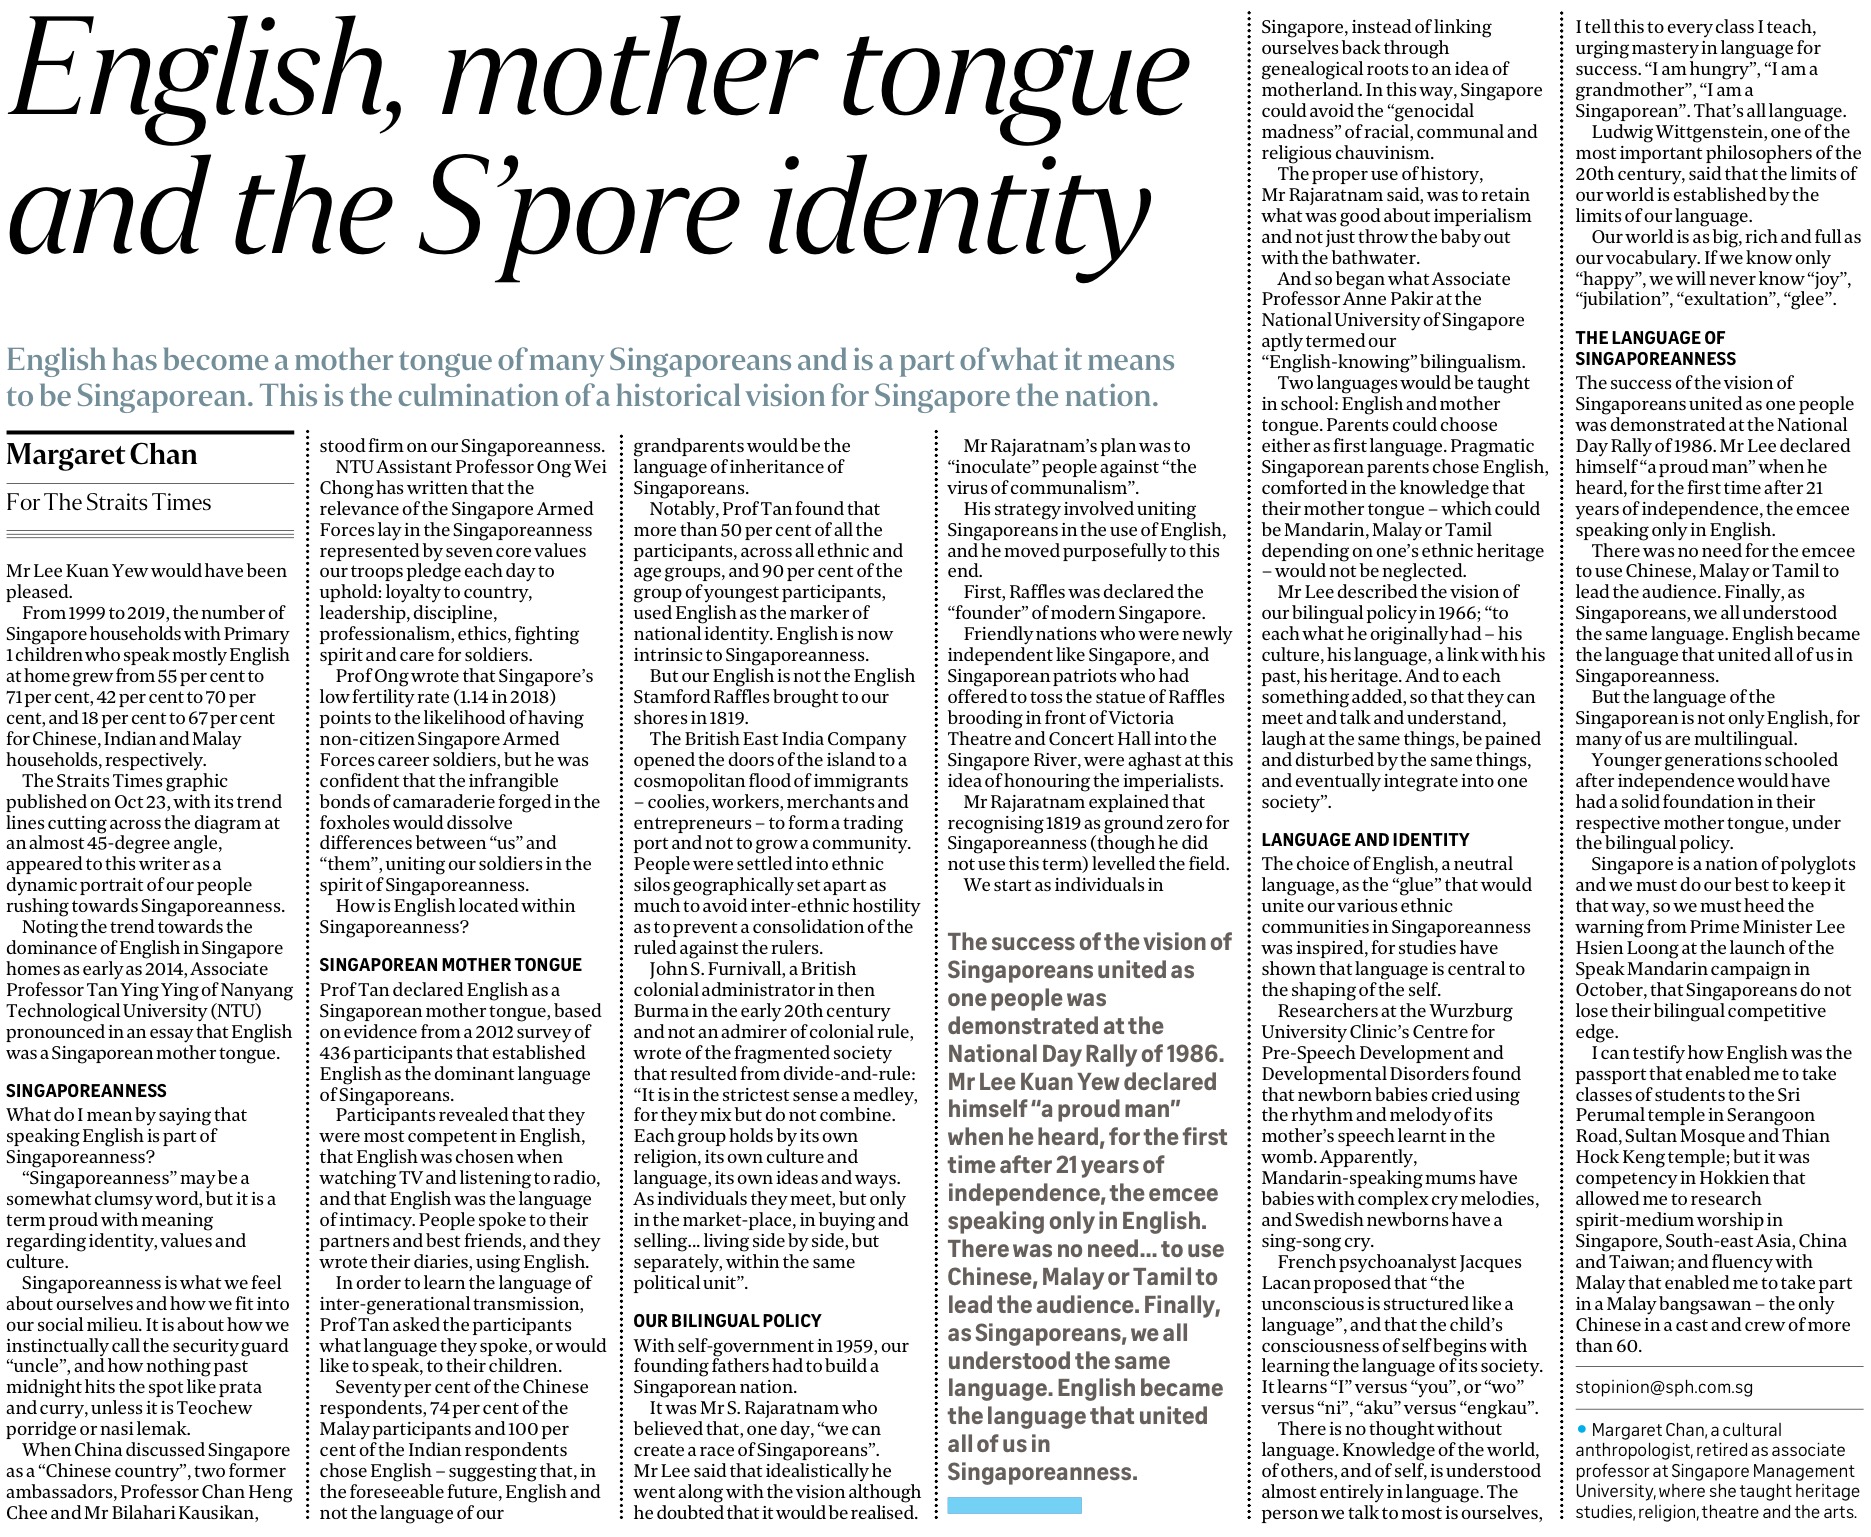 English, mother tongue
and the S’pore identity
English has become a mother tongue of many Singaporeans and is a part of what it means
to be Singaporean. This is the culmination of a historical vision for Singapore the nation.
Margaret Chan
For The Straits Times
Mr Lee Kuan Yew would have been
pleased.
From 1999 to 2019, the number of
Singapore households with Primary
1 children who speak mostly English
at home grew from 55 per cent to
71 per cent, 42 per cent to 70 per
cent, and 18 per cent to 67 per cent
for Chinese, Indian and Malay
households, respectively.
The Straits Times graphic
published on Oct 23, with its trend
lines cutting across the diagram at
an almost 45-degree angle,
appeared to this writer as a
dynamic portrait of our people
rushing towards Singaporeanness.
Noting the trend towards the
dominance of English in Singapore
homes as early as 2014, Associate
Professor Tan Ying Ying of Nanyang
Technological University (NTU)
pronounced in an essay that English
was a Singaporean mother tongue.
SINGAPOREANNESS
What do I mean by saying that
speaking English is part of
Singaporeanness?
“Singaporeanness” may be a
somewhat clumsy word, but it is a
term proud with meaning
regarding identity, values and
culture.
Singaporeanness is what we feel
about ourselves and how we fit into
our social milieu. It is about how we
instinctually call the security guard
“uncle”, and how nothing past
midnight hits the spot like prata
and curry, unless it is Teochew
porridge or nasi lemak.
When China discussed Singapore
as a “Chinese country”, two former
ambassadors, Professor Chan Heng
Chee and Mr Bilahari Kausikan,
stood firm on our Singaporeanness.
NTU Assistant Professor Ong Wei
Chong has written that the
relevance of the Singapore Armed
Forces lay in the Singaporeanness
represented by seven core values
our troops pledge each day to
uphold: loyalty to country,
leadership, discipline,
professionalism, ethics, fighting
spirit and care for soldiers.
Prof Ong wrote that Singapore’s
low fertility rate (1.14 in 2018)
points to the likelihood of having
non-citizen Singapore Armed
Forces career soldiers, but he was
confident that the infrangible
bonds of camaraderie forged in the
foxholes would dissolve
differences between “us” and
“them”, uniting our soldiers in the
spirit of Singaporeanness.
How is English located within
Singaporeanness?
SINGAPOREAN MOTHER TONGUE
Prof Tan declared English as a
Singaporean mother tongue, based
on evidence from a 2012 survey of
436 participants that established
English as the dominant language
of Singaporeans.
Participants revealed that they
were most competent in English,
that English was chosen when
watching TV and listening to radio,
and that English was the language
of intimacy. People spoke to their
partners and best friends, and they
wrote their diaries, using English.
In order to learn the language of
inter-generational transmission,
Prof Tan asked the participants
what language they spoke, or would
like to speak, to their children.
Seventy per cent of the Chinese
respondents, 74 per cent of the
Malay participants and 100 per
cent of the Indian respondents
chose English – suggesting that, in
the foreseeable future, English and
not the language of our
grandparents would be the
language of inheritance of
Singaporeans.
Notably, Prof Tan found that
more than 50 per cent of all the
participants, across all ethnic and
age groups, and 90 per cent of the
group of youngest participants,
used English as the marker of
national identity. English is now
intrinsic to Singaporeanness.
But our English is not the English
Stamford Raffles brought to our
shores in 1819.
The British East India Company
opened the doors of the island to a
cosmopolitan flood of immigrants
– coolies, workers, merchants and
entrepreneurs – to form a trading
port and not to grow a community.
People were settled into ethnic
silos geographically set apart as
much to avoid inter-ethnic hostility
as to prevent a consolidation of the
ruled against the rulers.
John S. Furnivall, a British
colonial administrator in then
Burma in the early 20th century
and not an admirer of colonial rule,
wrote of the fragmented society
that resulted from divide-and-rule:
“It is in the strictest sense a medley,
for they mix but do not combine.
Each group holds by its own
religion, its own culture and
language, its own ideas and ways.
As individuals they meet, but only
in the market-place, in buying and
selling... living side by side, but
separately, within the same
political unit”.
OUR BILINGUAL POLICY
With self-government in 1959, our
founding fathers had to build a
Singaporean nation.
It was Mr S. Rajaratnam who
believed that, one day, “we can
create a race of Singaporeans”.
Mr Lee said that idealistically he
went along with the vision although
he doubted that it would be realised.
Mr Rajaratnam’s plan was to
“inoculate” people against “the
virus of communalism”.
His strategy involved uniting
Singaporeans in the use of English,
and he moved purposefully to this
end.
First, Raffles was declared the
“founder” of modern Singapore.
Friendly nations who were newly
independent like Singapore, and
Singaporean patriots who had
offered to toss the statue of Raffles
brooding in front of Victoria
Theatre and Concert Hall into the
Singapore River, were aghast at this
idea of honouring the imperialists.
Mr Rajaratnam explained that
recognising 1819 as ground zero for
Singaporeanness (though he did
not use this term) levelled the field.
We start as individuals in
The success of the vision of
Singaporeans united as
one people was
demonstrated at the
National Day Rally of 1986.
Mr Lee Kuan Yew declared
himself “a proud man”
when he heard, for the first
time after 21 years of
independence, the emcee
speaking only in English.
There was no need... to use
Chinese, Malay or Tamil to
lead the audience. Finally,
as Singaporeans, we all
understood the same
language. English became
the language that united
all of us in
Singaporeanness.
Singapore, instead of linking
ourselves back through
genealogical roots to an idea of
motherland. In this way, Singapore
could avoid the “genocidal
madness” of racial, communal and
religious chauvinism.
The proper use of history,
Mr Rajaratnam said, was to retain
what was good about imperialism
and not just throw the baby out
with the bathwater.
And so began what Associate
Professor Anne Pakir at the
National University of Singapore
aptly termed our
“English-knowing” bilingualism.
Two languages would be taught
in school: English and mother
tongue. Parents could choose
either as first language. Pragmatic
Singaporean parents chose English,
comforted in the knowledge that
their mother tongue – which could
be Mandarin, Malay or Tamil
depending on one’s ethnic heritage
– would not be neglected.
Mr Lee described the vision of
our bilingual policy in 1966; “to
each what he originally had – his
culture, his language, a link with his
past, his heritage. And to each
something added, so that they can
meet and talk and understand,
laugh at the same things, be pained
and disturbed by the same things,
and eventually integrate into one
society”.
LANGUAGE AND IDENTITY
The choice of English, a neutral
language, as the “glue” that would
unite our various ethnic
communities in Singaporeanness
was inspired, for studies have
shown that language is central to
the shaping of the self.
Researchers at the Wurzburg
University Clinic’s Centre for
Pre-Speech Development and
Developmental Disorders found
that newborn babies cried using
the rhythm and melody of its
mother’s speech learnt in the
womb. Apparently,
Mandarin-speaking mums have
babies with complex cry melodies,
and Swedish newborns have a
sing-song cry.
French psychoanalyst Jacques
Lacan proposed that “the
unconscious is structured like a
language”, and that the child’s
consciousness of self begins with
learning the language of its society.
It learns “I” versus “you”, or “wo”
versus “ni”, “aku” versus “engkau”.
There is no thought without
language. Knowledge of the world,
of others, and of self, is understood
almost entirely in language. The
person we talk to most is ourselves,
I tell this to every class I teach,
urging mastery in language for
success. “I am hungry”, “I am a
grandmother”, “I am a
Singaporean”. That’s all language.
Ludwig Wittgenstein, one of the
most important philosophers of the
20th century, said that the limits of
our world is established by the
limits of our language.
Our world is as big, rich and full as
our vocabulary. If we know only
“happy”, we will never know “joy”,
“jubilation”, “exultation”, “glee”.
THE LANGUAGE OF
SINGAPOREANNESS
The success of the vision of
Singaporeans united as one people
was demonstrated at the National
Day Rally of 1986. Mr Lee declared
himself “a proud man” when he
heard, for the first time after 21
years of independence, the emcee
speaking only in English.
There was no need for the emcee
to use Chinese, Malay or Tamil to
lead the audience. Finally, as
Singaporeans, we all understood
the same language. English became
the language that united all of us in
Singaporeanness.
But the language of the
Singaporean is not only English, for
many of us are multilingual.
Younger generations schooled
after independence would have
had a solid foundation in their
respective mother tongue, under
the bilingual policy.
Singapore is a nation of polyglots
and we must do our best to keep it
that way, so we must heed the
warning from Prime Minister Lee
Hsien Loong at the launch of the
Speak Mandarin campaign in
October, that Singaporeans do not
lose their bilingual competitive
edge.
I can testify how English was the
passport that enabled me to take
classes of students to the Sri
Perumal temple in Serangoon
Road, Sultan Mosque and Thian
Hock Keng temple; but it was
competency in Hokkien that
allowed me to research
spirit-medium worship in
Singapore, South-east Asia, China
and Taiwan; and fluency with
Malay that enabled me to take part
in a Malay bangsawan – the only
Chinese in a cast and crew of more
than 60.
stopinion@sph.com.sg
• Margaret Chan, a cultural
anthropologist, retired as associate
professor at Singapore Management
University, where she taught heritage
studies, religion, theatre and the arts.